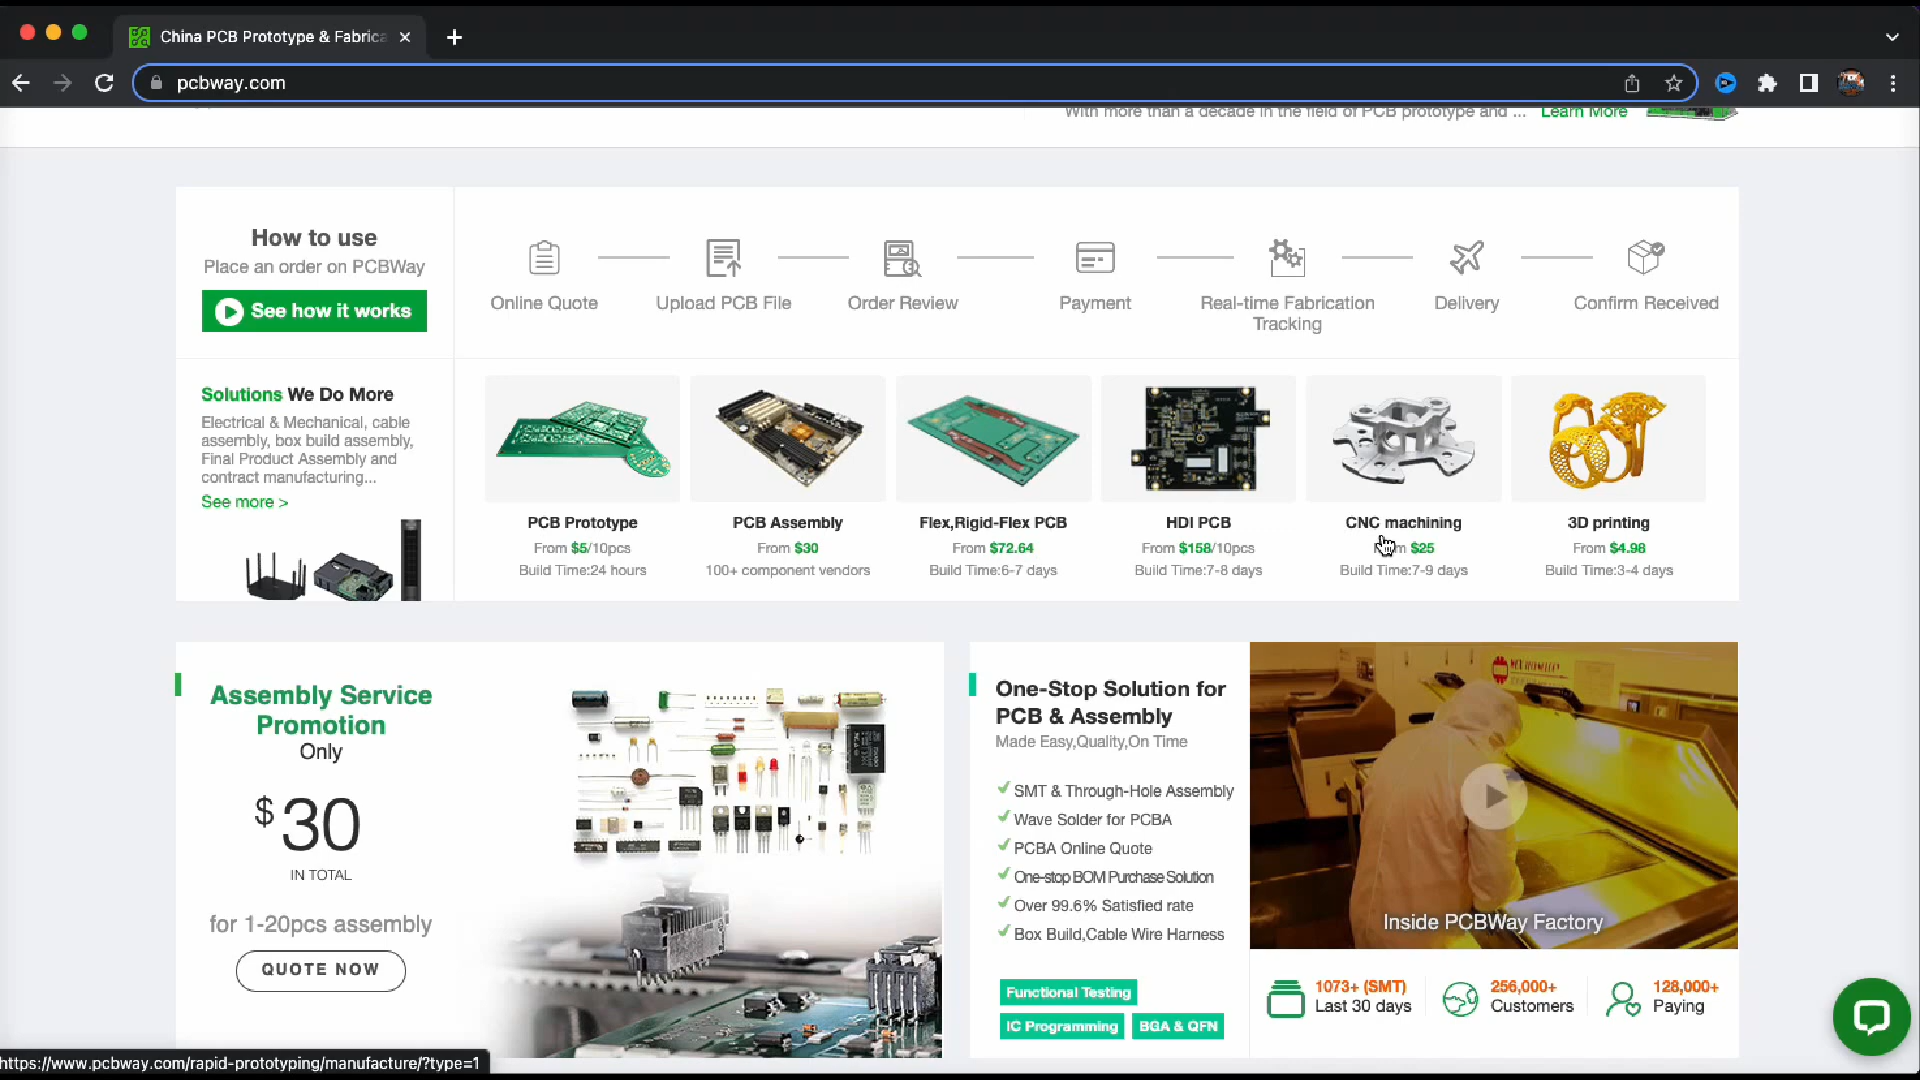 China PCB Prototype & Fabrica
pcbway.com
With more than a decade in the field of PCB prototype and ... Learn More
How to use
Place an order on PCBWay
See how it works
Online Quote
Upload PCB File
Order Review
Payment
Real-time Fabrication
Tracking
Delivery
Confirm Received
Solutions We Do More
Electrical & Mechanical, cable
assembly, box build assembly,
Final Product Assembly and
contract manufacturing...
See more >
PCB Prototype
From $5/10pcs
Build Time:24 hours
PCB Assembly
From $30
100+ component vendors
Flex,Rigid-Flex PCB
From $72.64
Build Time:6-7 days
HDI PCB
From $158/10pcs
Build Time:7-8 days
CNC machining
$25
Build Time:7-9 days
3D printing
From $4.98
Build Time:3-4 days
Assembly Service
Promotion
Only
$30
IN TOTAL
for 1-20pcs assembly
QUOTE NOW
One-Stop Solution for
PCB & Assembly
Made Easy,Quality,On Time
SMT & Through-Hole Assembly
Wave Solder for PCBA
PCBA Online Quote
One-stop BOM Purchase Solution
Over 99.6% Satisfied rate
Box Build,Cable Wire Harness
Functional Testing
IC Programming
BGA & QFN
Inside PCBWay Factory
1073+ (SMT)
Last 30 days
256,000+
Customers
128,000+
Paying
https://www.pcbway.com/rapid-prototyping/manufacture/?type=1